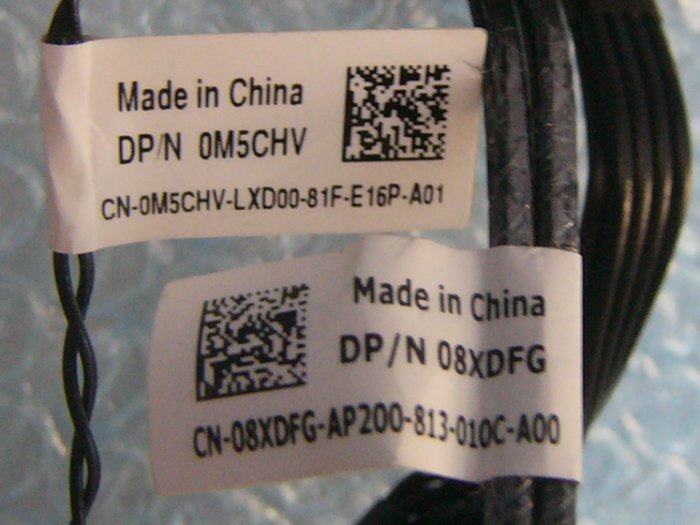 Made in China
DP/N 0M5CHV
CN-0M5CHV-LXD00-81F-E16P-A01
Made in China
DP/N 08XDFG
CN-08XDFG-AP200-813-010C-A00